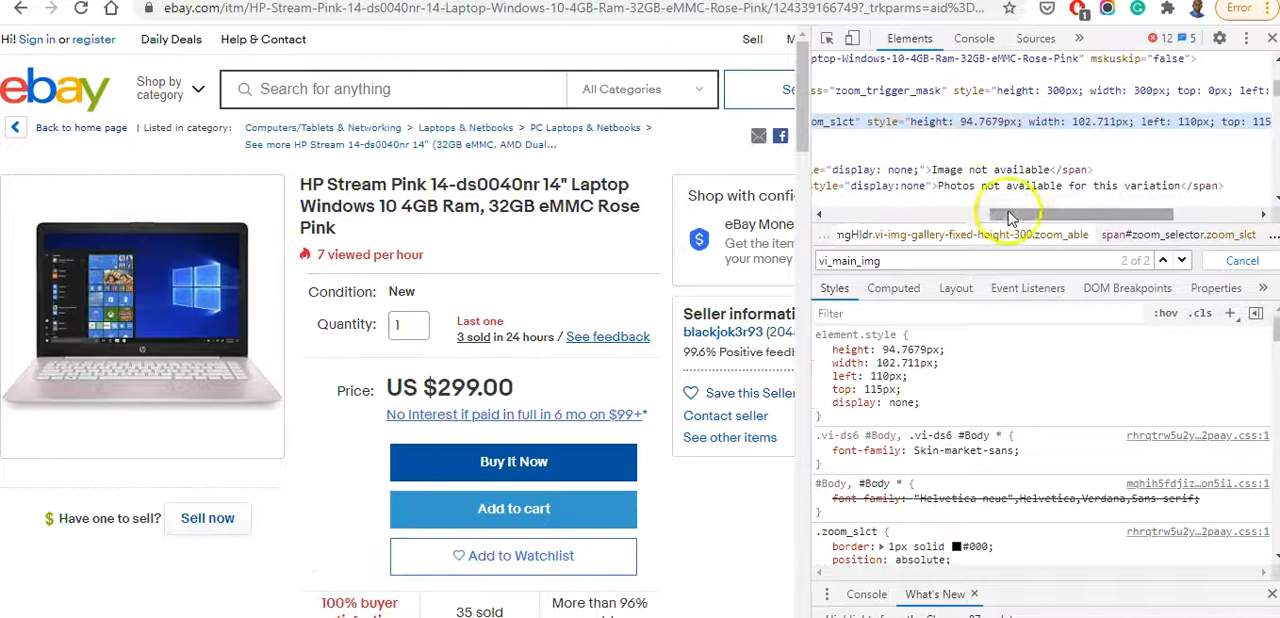 ebay.com/itm/HP-Stream-Pink-14-ds0040nr-14-Laptop-Windows-10-4GB-Ram-32GB-eMMC-Rose-Pink/124339166749?_trkparms=aid%3D...
1
Error
Hi! Sign in or register
Daily Deals
Help & Contact
Sell
M
ebay
Shop by category
Search for anything
All Categories
Se
Back to home page
Listed in category:
Computers/Tablets & Networking > Laptops & Netbooks > PC Laptops & Netbooks >
See more HP Stream Pink 14-ds0040nr 14" (32GB eMMC, AMD Dual...
HP Stream Pink 14-ds0040nr 14" Laptop
Windows 10 4GB Ram, 32GB eMMC Rose
Pink
7 viewed per hour
Condition: New
Quantity: 1
Last one
3 sold in 24 hours / See feedback
Price: US $299.00
No Interest if paid in full in 6 mo on $99+*
Buy It Now
Add to cart
Add to Watchlist
$ Have one to sell? Sell now
100% buyer
35 sold
More than 96%
Shop with confi
eBay Mone
Get the item
your money
Seller informati
blackjok3r93 (204
99.6% Positive feedb
Save this Selle
Contact seller
See other items
Elements
Console
Sources
»
12
5
ptop-Windows-10-4GB-Ram-32GB-eMMC-Rose-Pink" mskuskip="false">
ss="zoom_trigger_mask" style="height: 300px; width: 300px; top: 0px; left:
om_slct" style="height: 94.7679px; width: 102.711px; left: 110px; top: 115
e="display: none;">Image not available</span>
style="display:none">Photos not available for this variation</span>
... mgHldr.vi-img-gallery-fixed-height-300.zoom_able span#zoom_selector.zoom_slct ...
vi_main_img
2 of 2
Cancel
Styles
Computed
Layout
Event Listeners
DOM Breakpoints
Properties
»
Filter
:hov .cls +
element.style {
height: 94.7679px;
width: 102.711px;
left: 110px;
top: 115px;
display: none;
}
.vi-ds6 #Body, .vi-ds6 #Body * {
rhrqtrw5u2y…2paay.css:1
font-family: Skin-market-sans;
}
#Body, #Body * {
mqhih5fdjiz…on5il.css:1
font-family: "Helvetica neue",Helvetica,Verdana,Sans-serif;
}
.zoom_slct {
rhrqtrw5u2y…2paay.css:1
border: 1px solid #000;
position: absolute;
Console
What's New ×